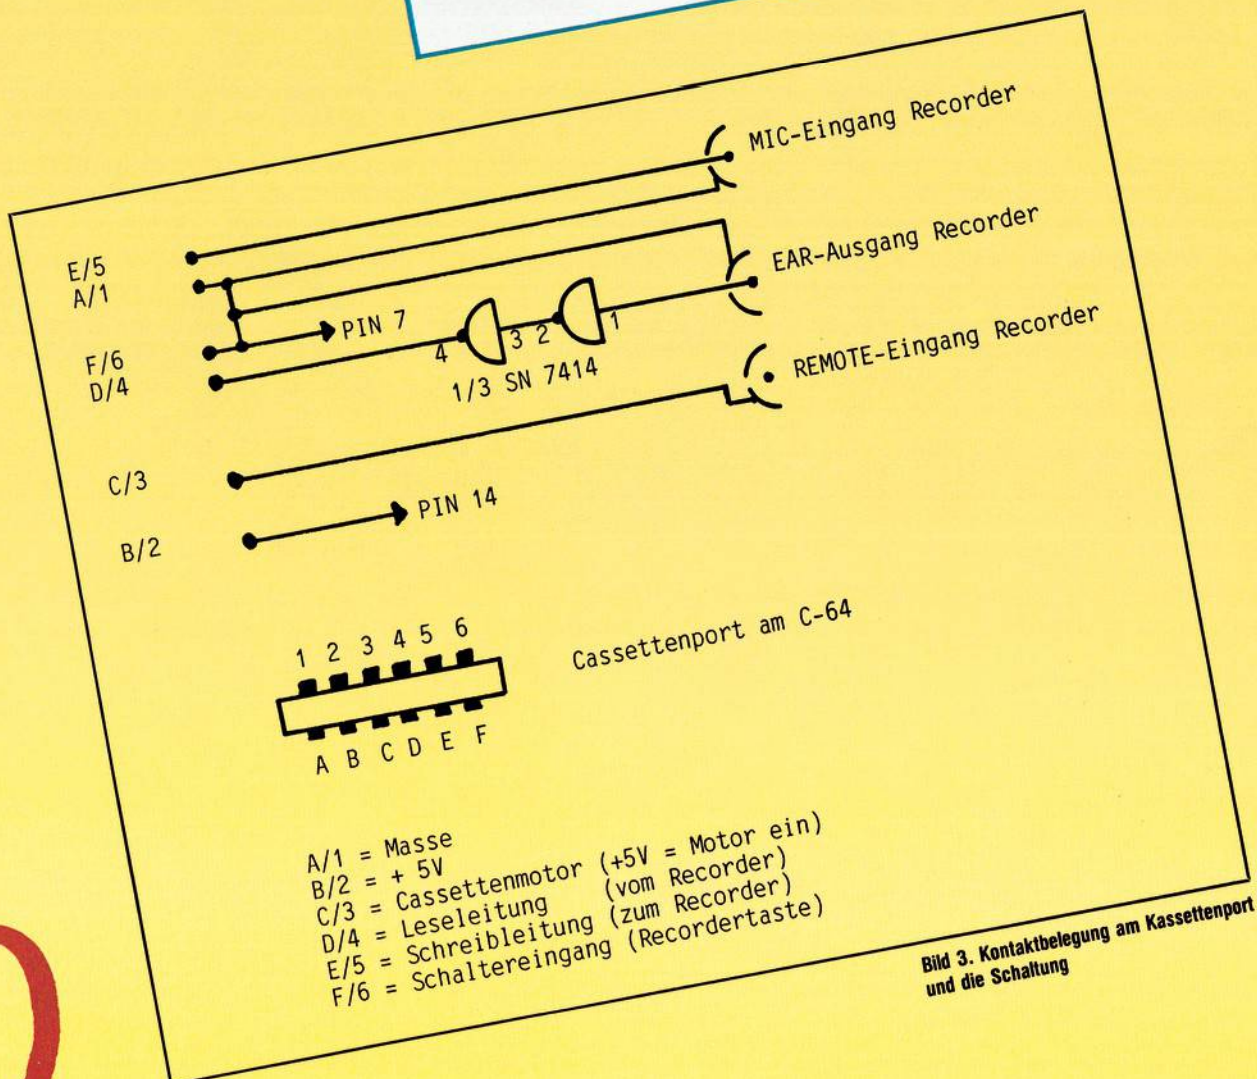 MIC-Eingang Recorder
E/5
A/1
EAR-Ausgang Recorder
PIN 7
F/6
D/4
4
3
2
1
1/3 SN 7414
REMOTE-Eingang Recorder
C/3
PIN 14
B/2
1 2 3 4 5 6
Cassettenport am C-64
A B C D E F
A/1 = Masse
B/2 = + 5V
C/3 = Cassettenmotor (+5V = Motor ein)
D/4 = Leseleitung (vom Recorder)
E/5 = Schreibleitung (zum Recorder)
F/6 = Schaltereingang (Recordertaste)
Bild 3. Kontaktbelegung am Kassettenport
und die Schaltung